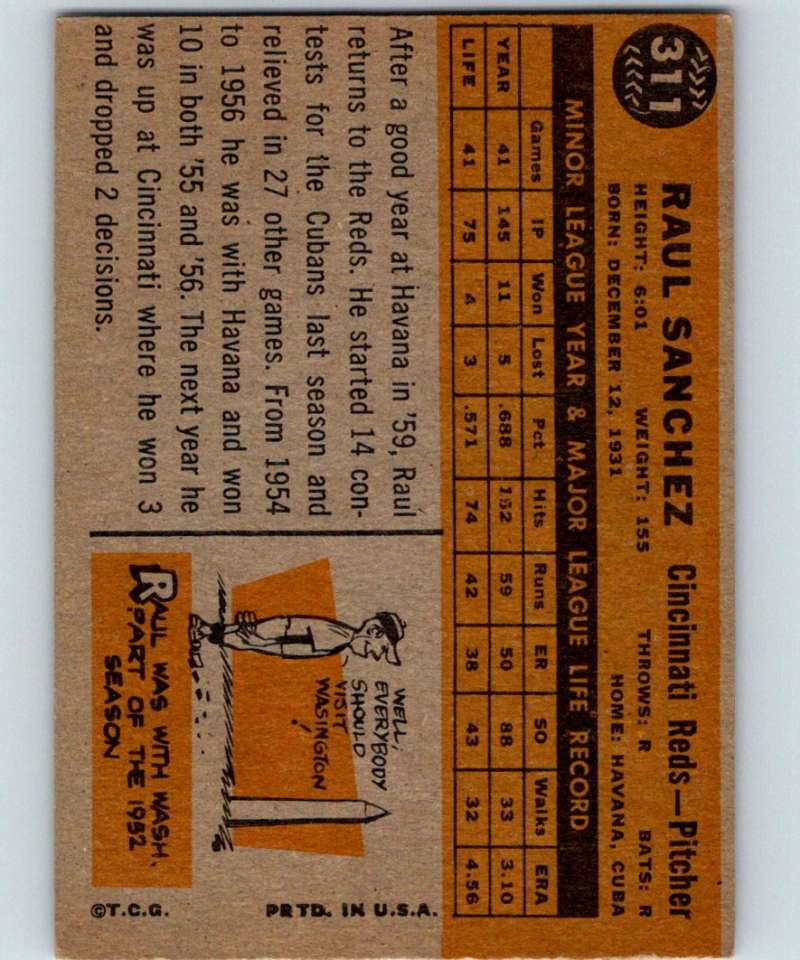 311
RAUL SANCHEZ Cincinnati Reds—Pitcher
HEIGHT: 6:01 WEIGHT: 155 THROWS: R BATS: R
BORN: DECEMBER 12, 1931 HOME: HAVANA, CUBA
MINOR LEAGUE YEAR & MAJOR LEAGUE LIFE RECORD
Games IP Won Lost Pct Hits Runs ER SO Walks ERA
YEAR 41 145 11 5 .688 152 59 50 88 33 3.10
LIFE 41 75 4 3 .571 74 42 38 43 32 4.56
After a good year at Havana in '59, Raul
returns to the Reds. He started 14 con-
tests for the Cubans last season and
relieved in 27 other games. From 1954
to 1956 he was with Havana and won
10 in both '55 and '56. The next year he
was up at Cincinnati where he won 3
and dropped 2 decisions.
WELL,
EVERYBODY
SHOULD
VISIT
WASINGTON
!
RAUL WAS WITH WASH.
PART OF THE 1952
SEASON
©T.C.G. PRTD. IN U.S.A.